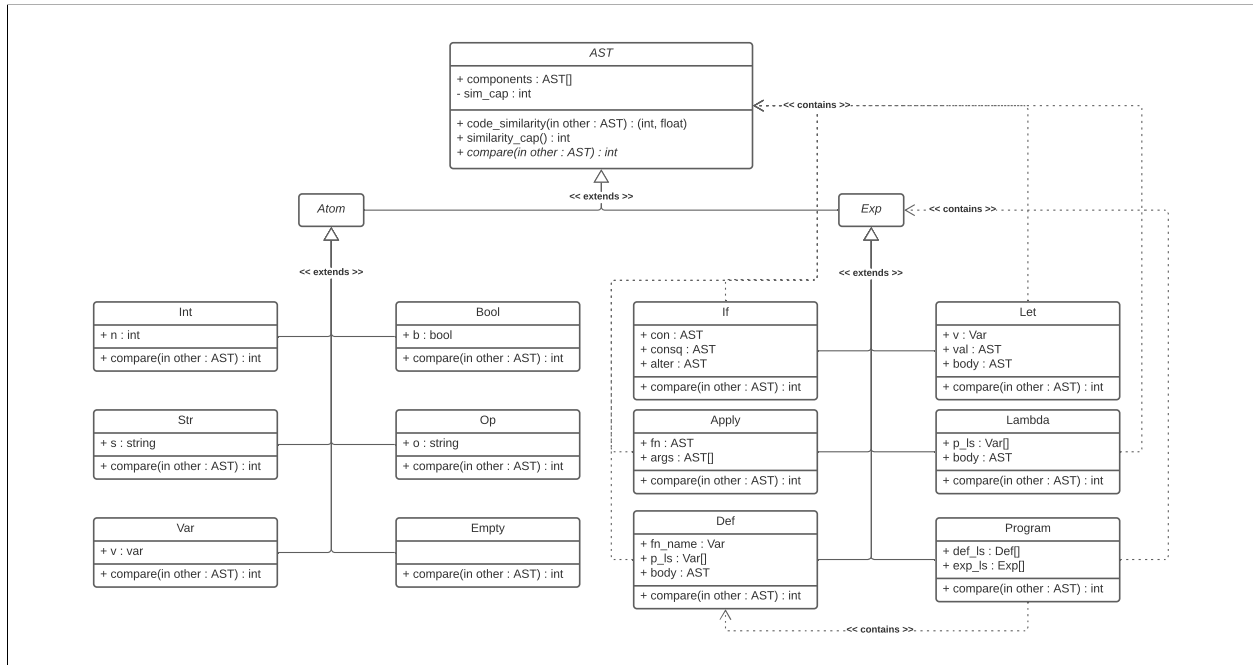 AST
+ components : AST[]
- sim_cap : int
+ code_similarity(in other : AST) : (int, float)
+ similarity_cap() : int
+ compare(in other : AST) : int
<< contains >>
<< extends >>
Atom
Exp
<< contains >>
<< extends >>
<< extends >>
Int
+ n : int
+ compare(in other : AST) : int
Bool
+ b : bool
+ compare(in other : AST) : int
If
+ con : AST
+ consq : AST
+ alter : AST
+ compare(in other : AST) : int
Let
+ v : Var
+ val : AST
+ body : AST
+ compare(in other : AST) : int
Str
+ s : string
+ compare(in other : AST) : int
Op
+ o : string
+ compare(in other : AST) : int
Apply
+ fn : AST
+ args : AST[]
+ compare(in other : AST) : int
Lambda
+ p_ls : Var[]
+ body : AST
+ compare(in other : AST) : int
Var
+ v : var
+ compare(in other : AST) : int
Empty
+ compare(in other : AST) : int
Def
+ fn_name : Var
+ p_ls : Var[]
+ body : AST
+ compare(in other : AST) : int
Program
+ def_ls : Def[]
+ exp_ls : Exp[]
+ compare(in other : AST) : int
<< contains >>